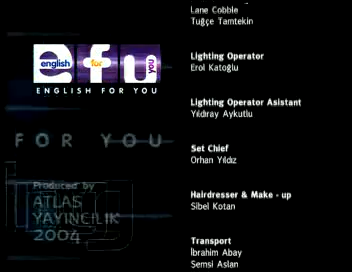 english for you
ENGLISH FOR YOU
FOR YOU
Produced by
ATLAS
YAYINCILIK
2004
Lane Cobble
Tuğçe Tamtekin
Lighting Operator
Erol Katoğlu
Lighting Operator Asistant
Yıldıray Aykutlu
Set Chief
Orhan Yıldız
Hairdresser & Make - up
Sibel Kotan
Transport
İbrahim Abay
Şemsi Aslan